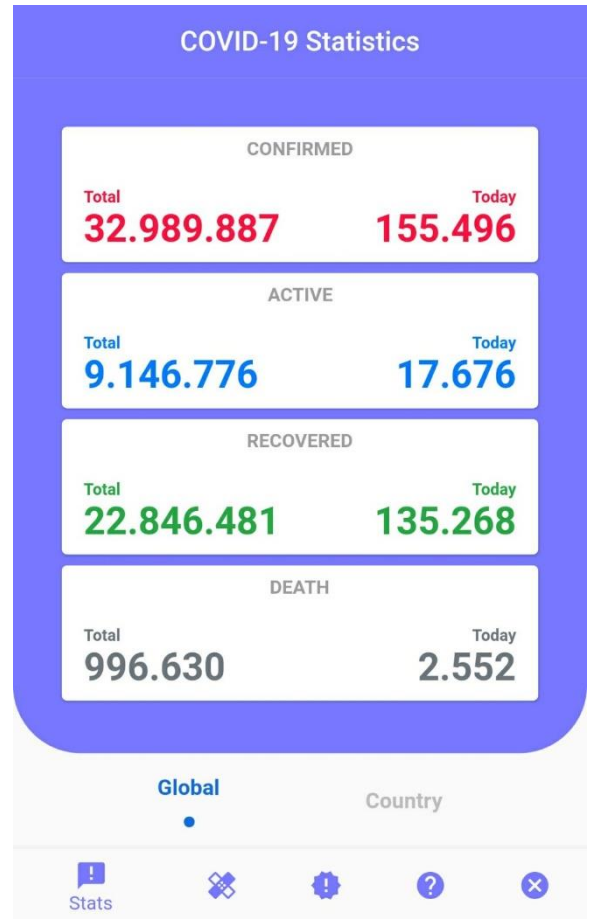 COVID-19 Statistics
CONFIRMED
Total Today
32.989.887 155.496
ACTIVE
Total Today
9.146.776 17.676
RECOVERED
Total Today
22.846.481 135.268
DEATH
Total Today
996.630 2.552
Global Country
Stats